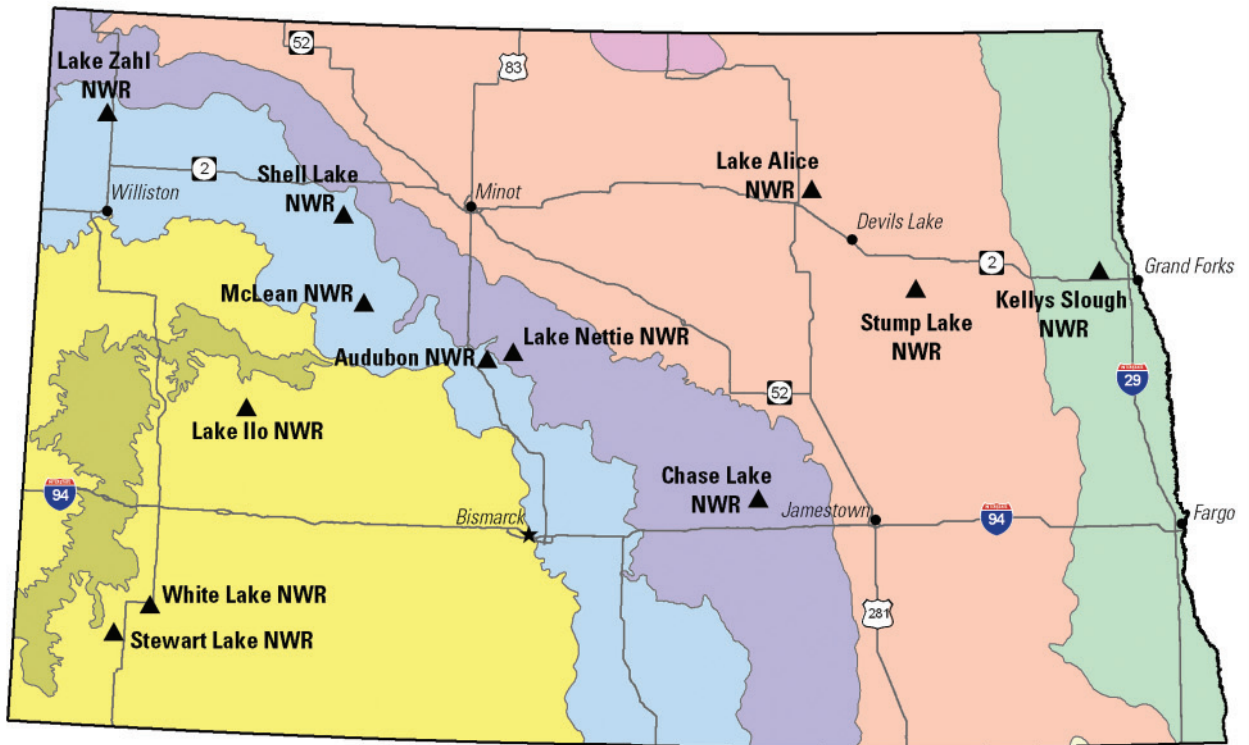 52
83
Lake Zahl
NWR
2
Shell Lake
NWR
Williston
Minot
Lake Alice
NWR
Devils Lake
2
Grand Forks
McLean NWR
Kellys Slough
NWR
Stump Lake
NWR
Audubon NWR
Lake Nettie NWR
29
52
Lake Ilo NWR
94
Chase Lake
NWR
Bismarck
Jamestown
94
Fargo
White Lake NWR
281
Stewart Lake NWR